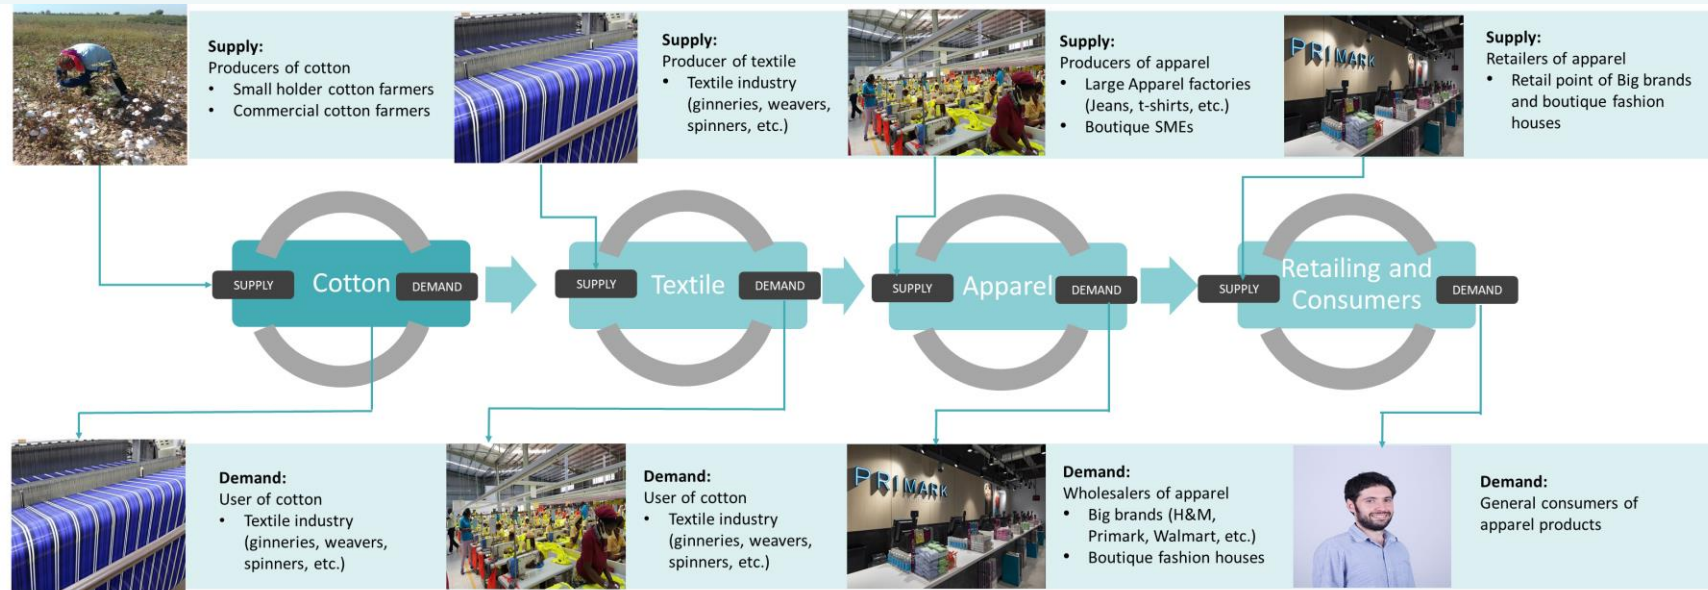 Supply:
Producers of cotton
• Small holder cotton farmers
• Commercial cotton farmers
Supply:
Producer of textile
• Textile industry
(ginneries, weavers,
spinners, etc.)
Supply:
Producers of apparel
• Large Apparel factories
(Jeans, t-shirts, etc.)
• Boutique SMEs
PRIMARK
Supply:
Retailers of apparel
• Retail point of Big brands
and boutique fashion
houses
SUPPLY
Cotton
DEMAND
SUPPLY
Textile
DEMAND
SUPPLY
Apparel
DEMAND
SUPPLY
Retailing and
Consumers
DEMAND
Demand:
User of cotton
• Textile industry
(ginneries, weavers,
spinners, etc.)
Demand:
User of cotton
• Textile industry
(ginneries, weavers,
spinners, etc.)
PRIMARK
Demand:
Wholesalers of apparel
• Big brands (H&M,
Primark, Walmart, etc.)
• Boutique fashion houses
Demand:
General consumers of
apparel products